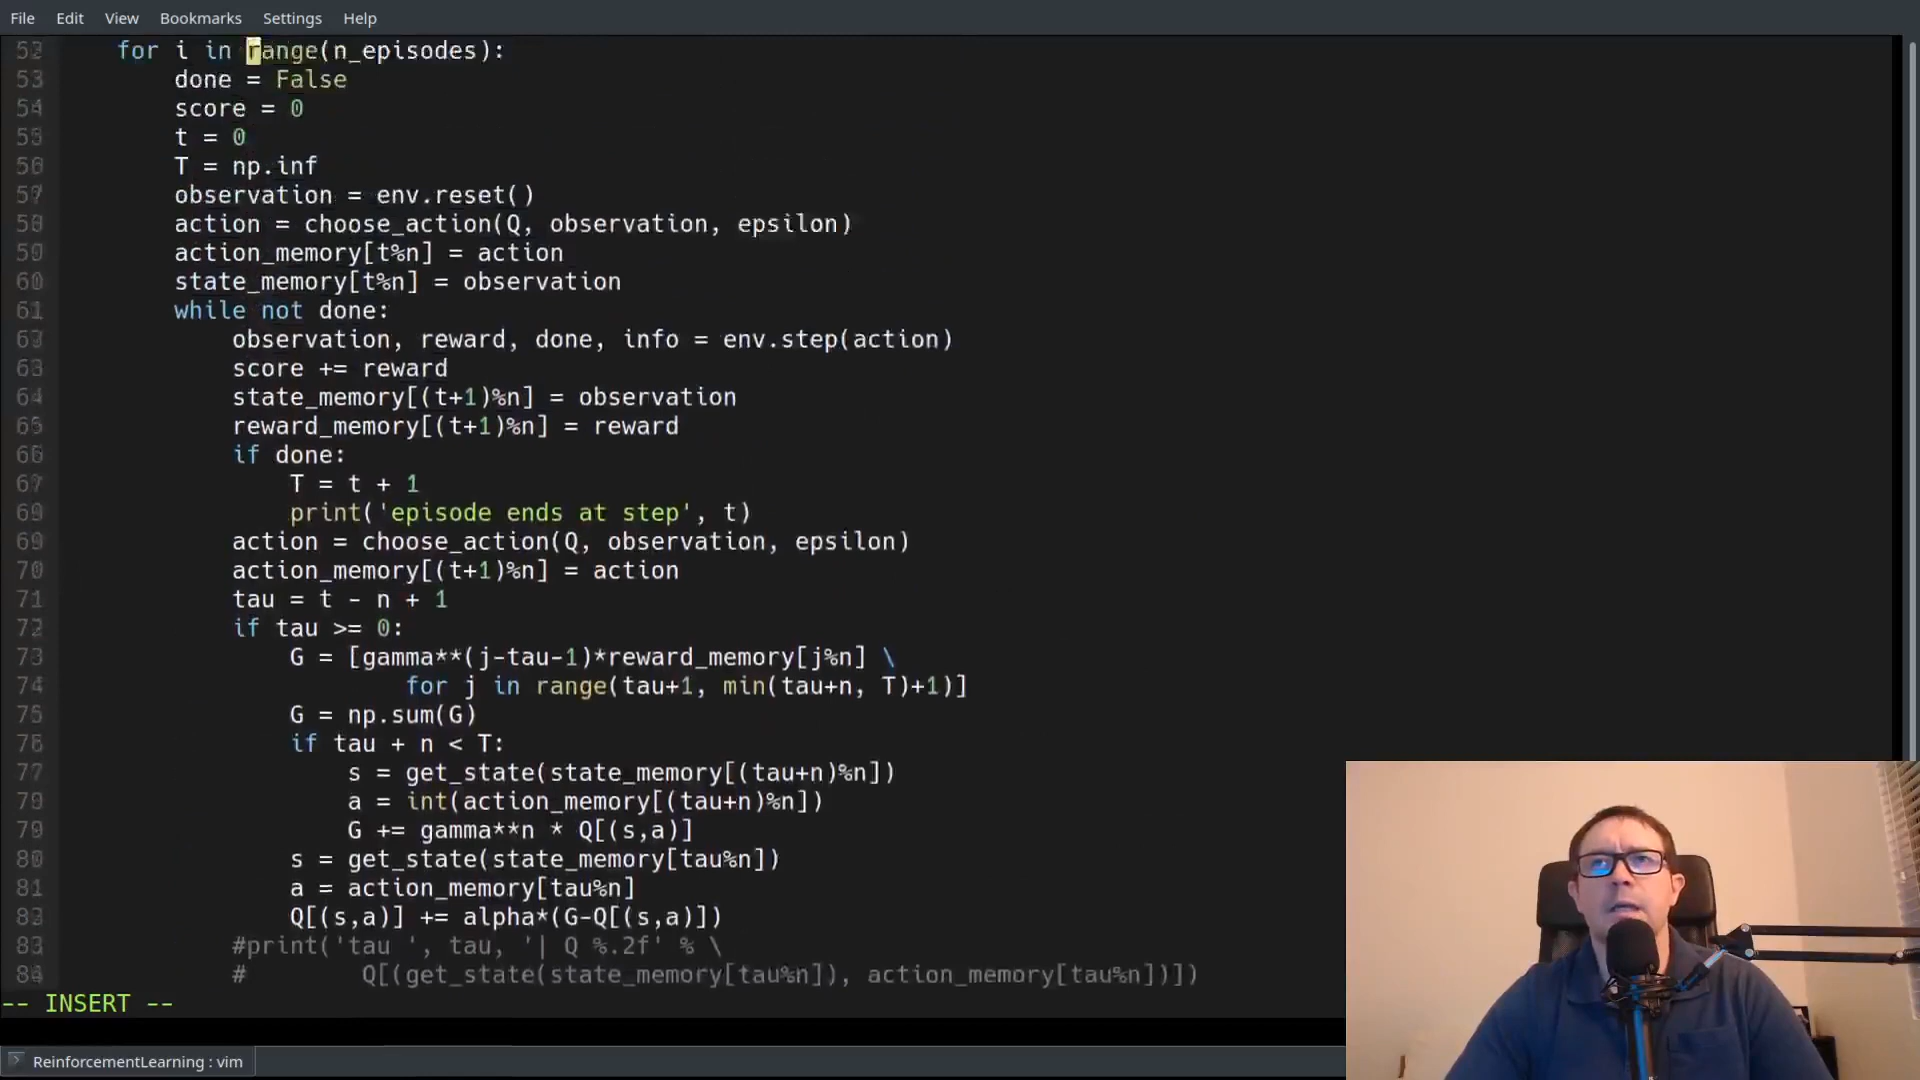 File Edit View Bookmarks Settings Help
52 for i in range(n_episodes):
53 done = False
54 score = 0
55 t = 0
56 T = np.inf
57 observation = env.reset()
58 action = choose_action(Q, observation, epsilon)
59 action_memory[t%n] = action
60 state_memory[t%n] = observation
61 while not done:
62 observation, reward, done, info = env.step(action)
63 score += reward
64 state_memory[(t+1)%n] = observation
65 reward_memory[(t+1)%n] = reward
66 if done:
67 T = t + 1
68 print('episode ends at step', t)
69 action = choose_action(Q, observation, epsilon)
70 action_memory[(t+1)%n] = action
71 tau = t - n + 1
72 if tau >= 0:
73 G = [gamma**(j-tau-1)*reward_memory[j%n] \
74 for j in range(tau+1, min(tau+n, T)+1)]
75 G = np.sum(G)
76 if tau + n < T:
77 s = get_state(state_memory[(tau+n)%n])
78 a = int(action_memory[(tau+n)%n])
79 G += gamma**n * Q[(s,a)]
80 s = get_state(state_memory[tau%n])
81 a = action_memory[tau%n]
82 Q[(s,a)] += alpha*(G-Q[(s,a)])
83 #print('tau ', tau, '| Q %.2f' % \
84 # Q[(get_state(state_memory[tau%n]), action_memory[tau%n])])
-- INSERT --
ReinforcementLearning : vim